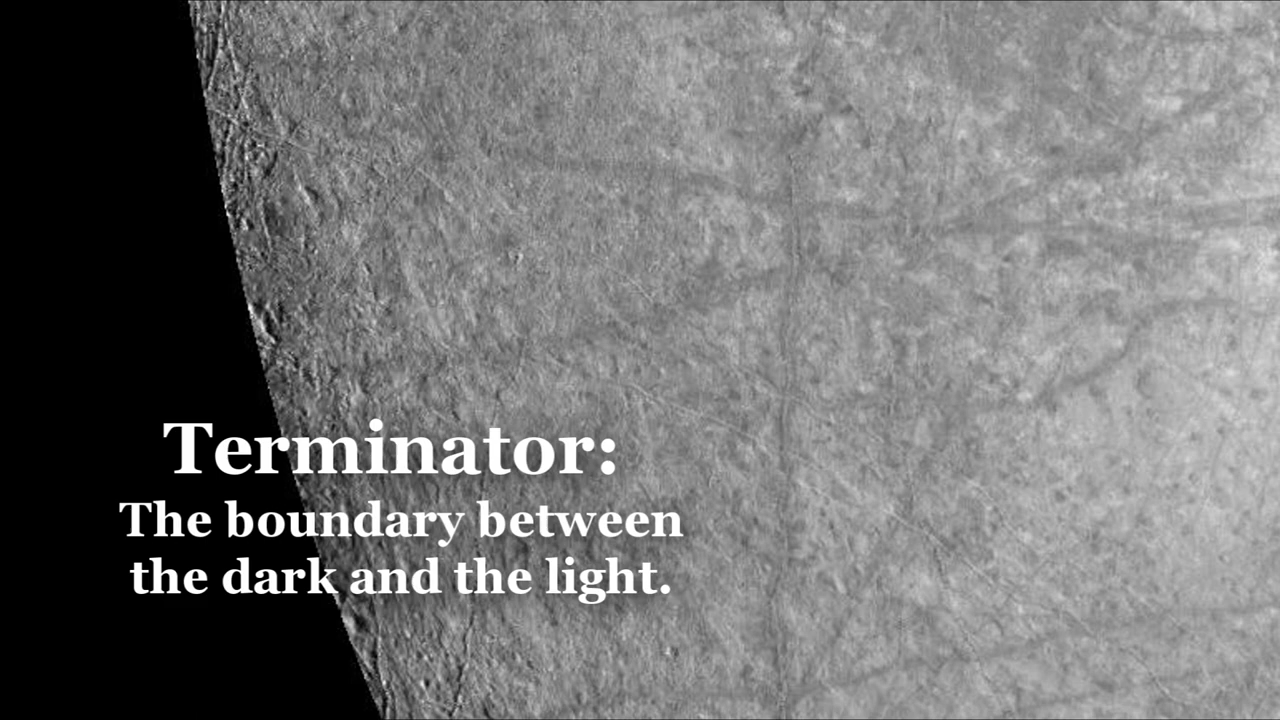 Terminator:
The boundary between
the dark and the light.